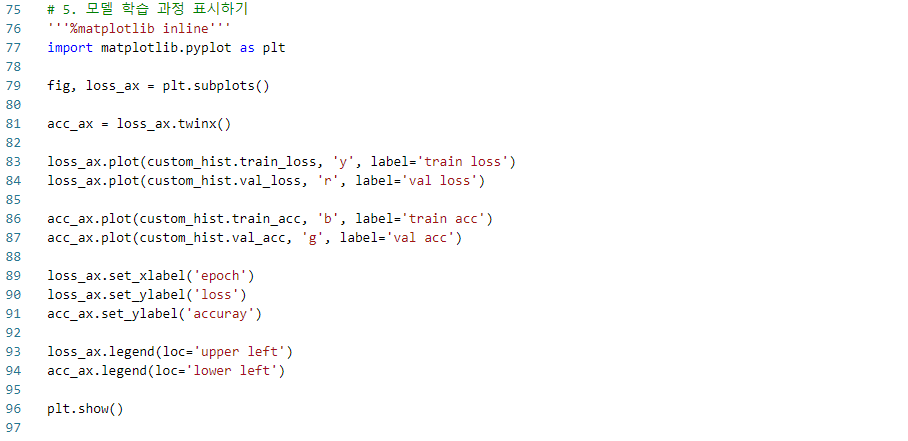 75 # 5. 모델 학습 과정 표시하기
76 '''%matplotlib inline'''
77 import matplotlib.pyplot as plt
78
79 fig, loss_ax = plt.subplots()
80
81 acc_ax = loss_ax.twinx()
82
83 loss_ax.plot(custom_hist.train_loss, 'y', label='train loss')
84 loss_ax.plot(custom_hist.val_loss, 'r', label='val loss')
85
86 acc_ax.plot(custom_hist.train_acc, 'b', label='train acc')
87 acc_ax.plot(custom_hist.val_acc, 'g', label='val acc')
88
89 loss_ax.set_xlabel('epoch')
90 loss_ax.set_ylabel('loss')
91 acc_ax.set_ylabel('accuray')
92
93 loss_ax.legend(loc='upper left')
94 acc_ax.legend(loc='lower left')
95
96 plt.show()
97